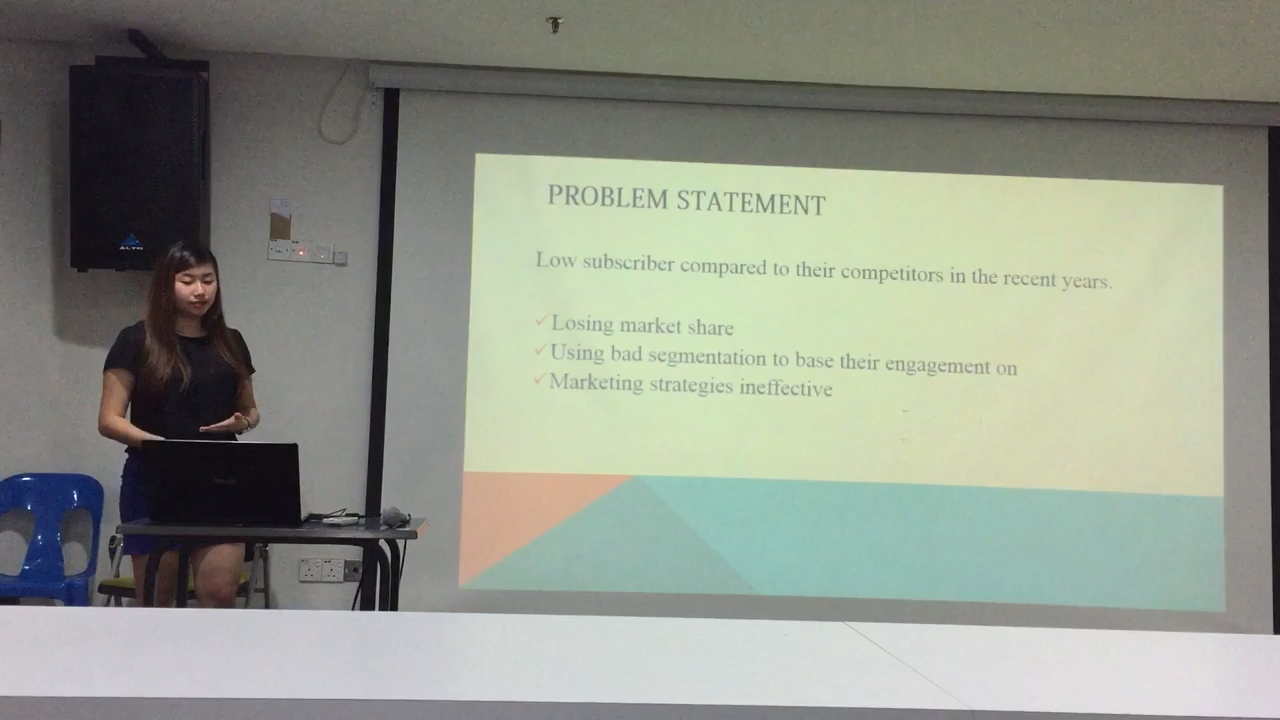 PROBLEM STATEMENT
Low subscriber compared to their competitors in the recent years.
Losing market share
Using bad segmentation to base their engagement on
Marketing strategies ineffective
ALTO